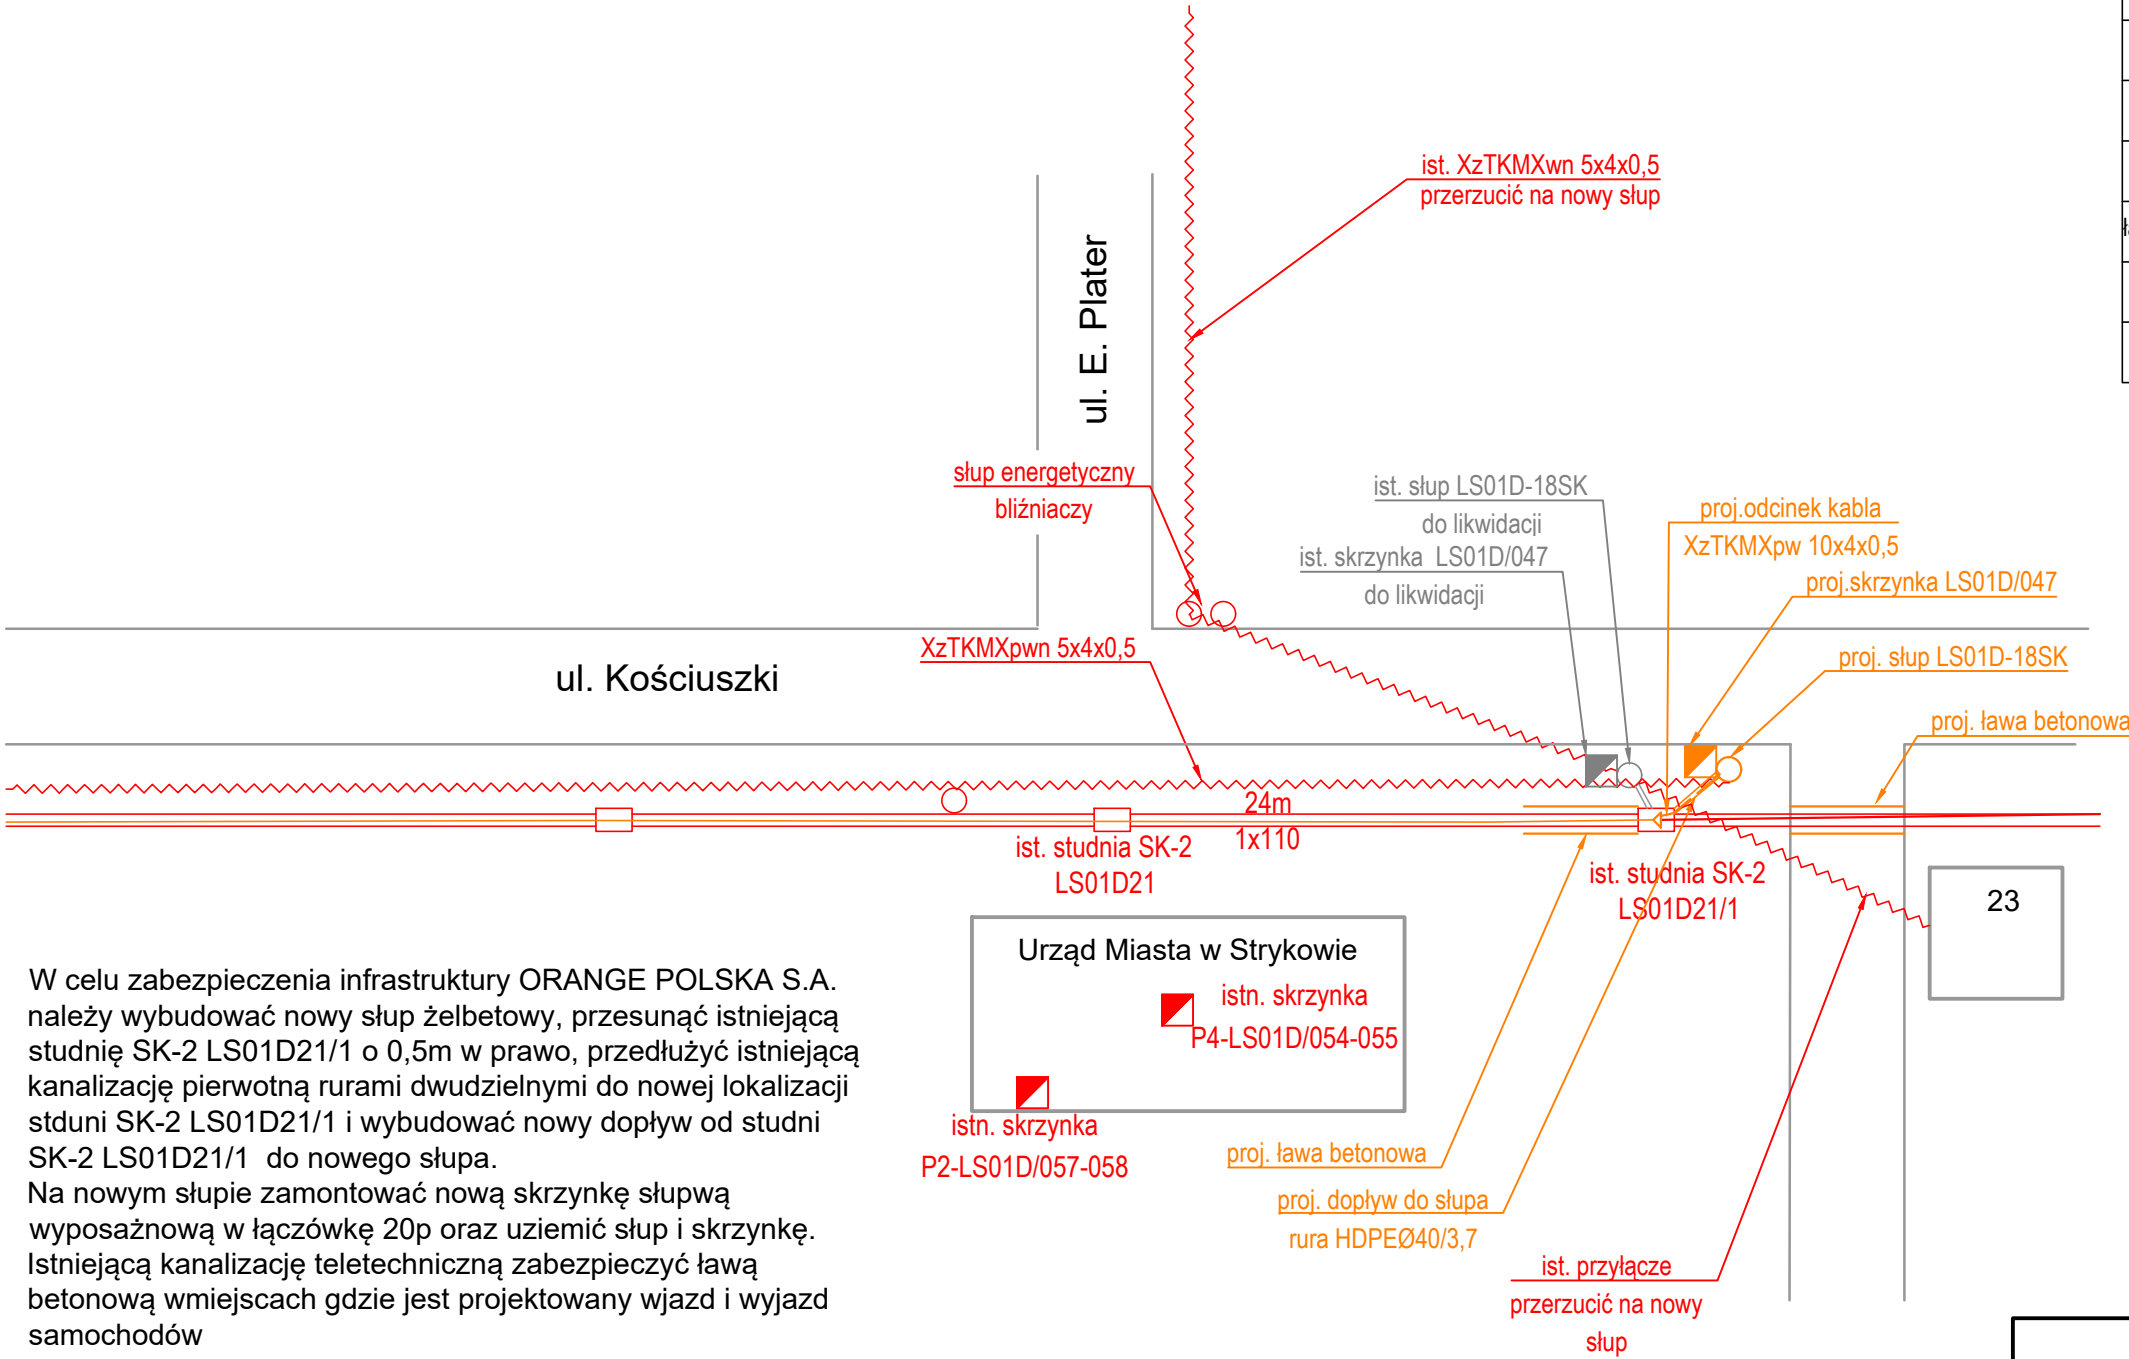 ist. XzTKMXwn 5x4x0,5
przerzucić na nowy słup
ul. E. Plater
słup energetyczny
bliźniaczy
ist. słup LS01D-18SK
do likwidacji
ist. skrzynka LS01D/047
do likwidacji
proj.odcinek kabla
XzTKMXpw 10x4x0,5
proj.skrzynka LS01D/047
proj. słup LS01D-18SK
proj. ława betonowa
XzTKMXpwn 5x4x0,5
ul. Kościuszki
24m
1x110
ist. studnia SK-2
LS01D21
ist. studnia SK-2
LS01D21/1
23
Urząd Miasta w Strykowie
istn. skrzynka
P4-LS01D/054-055
istn. skrzynka
P2-LS01D/057-058
proj. ława betonowa
proj. dopływ do słupa
rura HDPEØ40/3,7
ist. przyłącze
przerzucić na nowy
słup
W celu zabezpieczenia infrastruktury ORANGE POLSKA S.A.
należy wybudować nowy słup żelbetowy, przesunąć istniejącą
studnię SK-2 LS01D21/1 o 0,5m w prawo, przedłużyć istniejącą
kanalizację pierwotną rurami dwudzielnymi do nowej lokalizacji
stduni SK-2 LS01D21/1 i wybudować nowy dopływ od studni
SK-2 LS01D21/1 do nowego słupa.
Na nowym słupie zamontować nową skrzynkę słupwą
wyposażnową w łączówkę 20p oraz uziemić słup i skrzynkę.
Istniejącą kanalizację teletechniczną zabezpieczyć ławą
betonową wmiejscach gdzie jest projektowany wjazd i wyjazd
samochodów